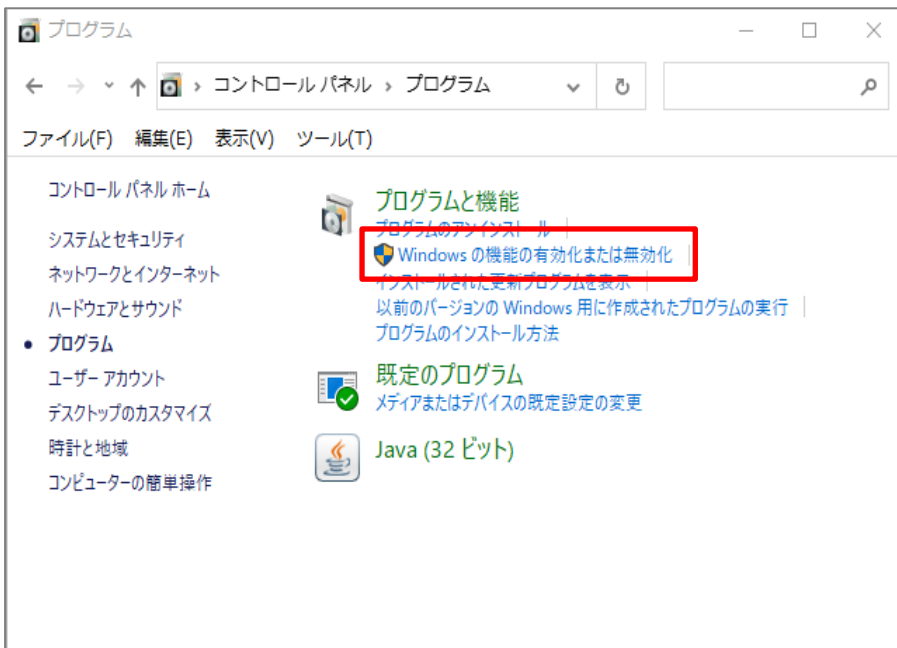 プログラム
コントロール パネル › プログラム
ファイル(F) 編集(E) 表示(V) ツール(T)
コントロール パネル ホーム
システムとセキュリティ
ネットワークとインターネット
ハードウェアとサウンド
プログラム
ユーザー アカウント
デスクトップのカスタマイズ
時計と地域
コンピューターの簡単操作
プログラムと機能
プログラムのアンインストール
Windows の機能の有効化または無効化
インストールされた更新プログラムを表示
以前のバージョンの Windows 用に作成されたプログラムの実行
プログラムのインストール方法
既定のプログラム
メディアまたはデバイスの既定設定の変更
Java (32 ビット)